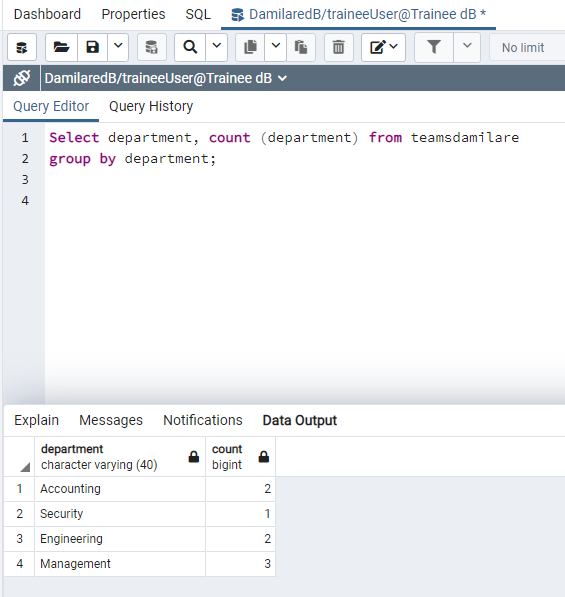 Dashboard Properties SQL DamilaredB/traineeUser@Trainee dB *
No limit
DamilaredB/traineeUser@Trainee dB
Query Editor Query History
1 Select department, count (department) from teamsdamilare
2 group by department;
3
4
Explain Messages Notifications Data Output
department count
character varying (40) bigint
1 Accounting 2
2 Security 1
3 Engineering 2
4 Management 3